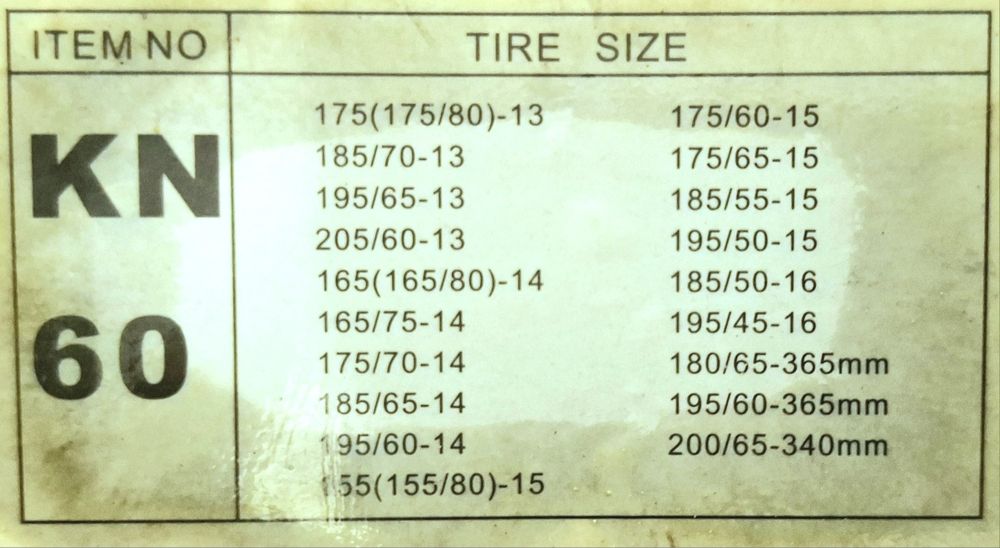 ITEM NO
TIRE SIZE
KN
60
175(175/80)-13
185/70-13
195/65-13
205/60-13
165(165/80)-14
165/75-14
175/70-14
185/65-14
195/60-14
155(155/80)-15
175/60-15
175/65-15
185/55-15
195/50-15
185/50-16
195/45-16
180/65-365mm
195/60-365mm
200/65-340mm